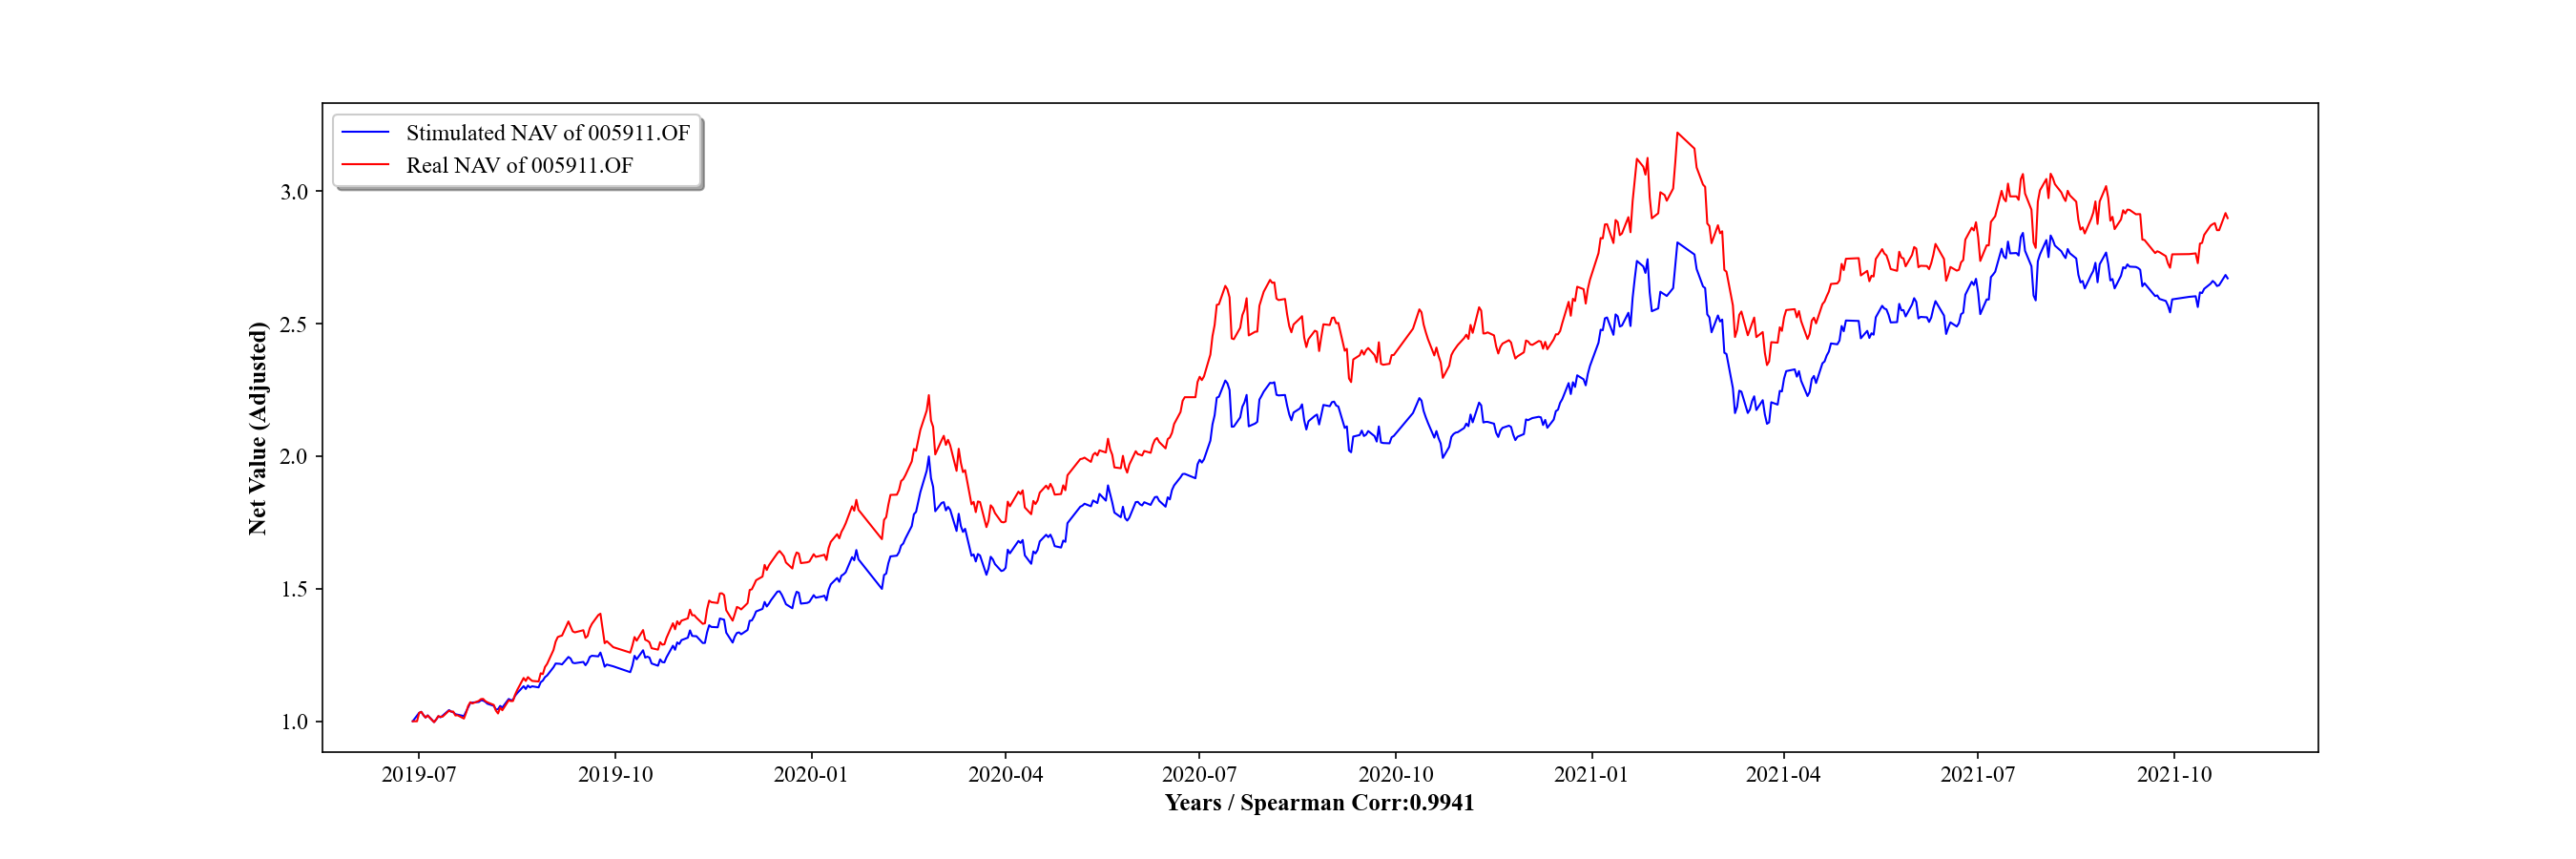 Stimulated NAV of 005911.OF
Real NAV of 005911.OF
3.0
2.5
2.0
1.5
1.0
Net Value (Adjusted)
2019-07 2019-10 2020-01 2020-04 2020-07 2020-10 2021-01 2021-04 2021-07 2021-10
Years / Spearman Corr:0.9941